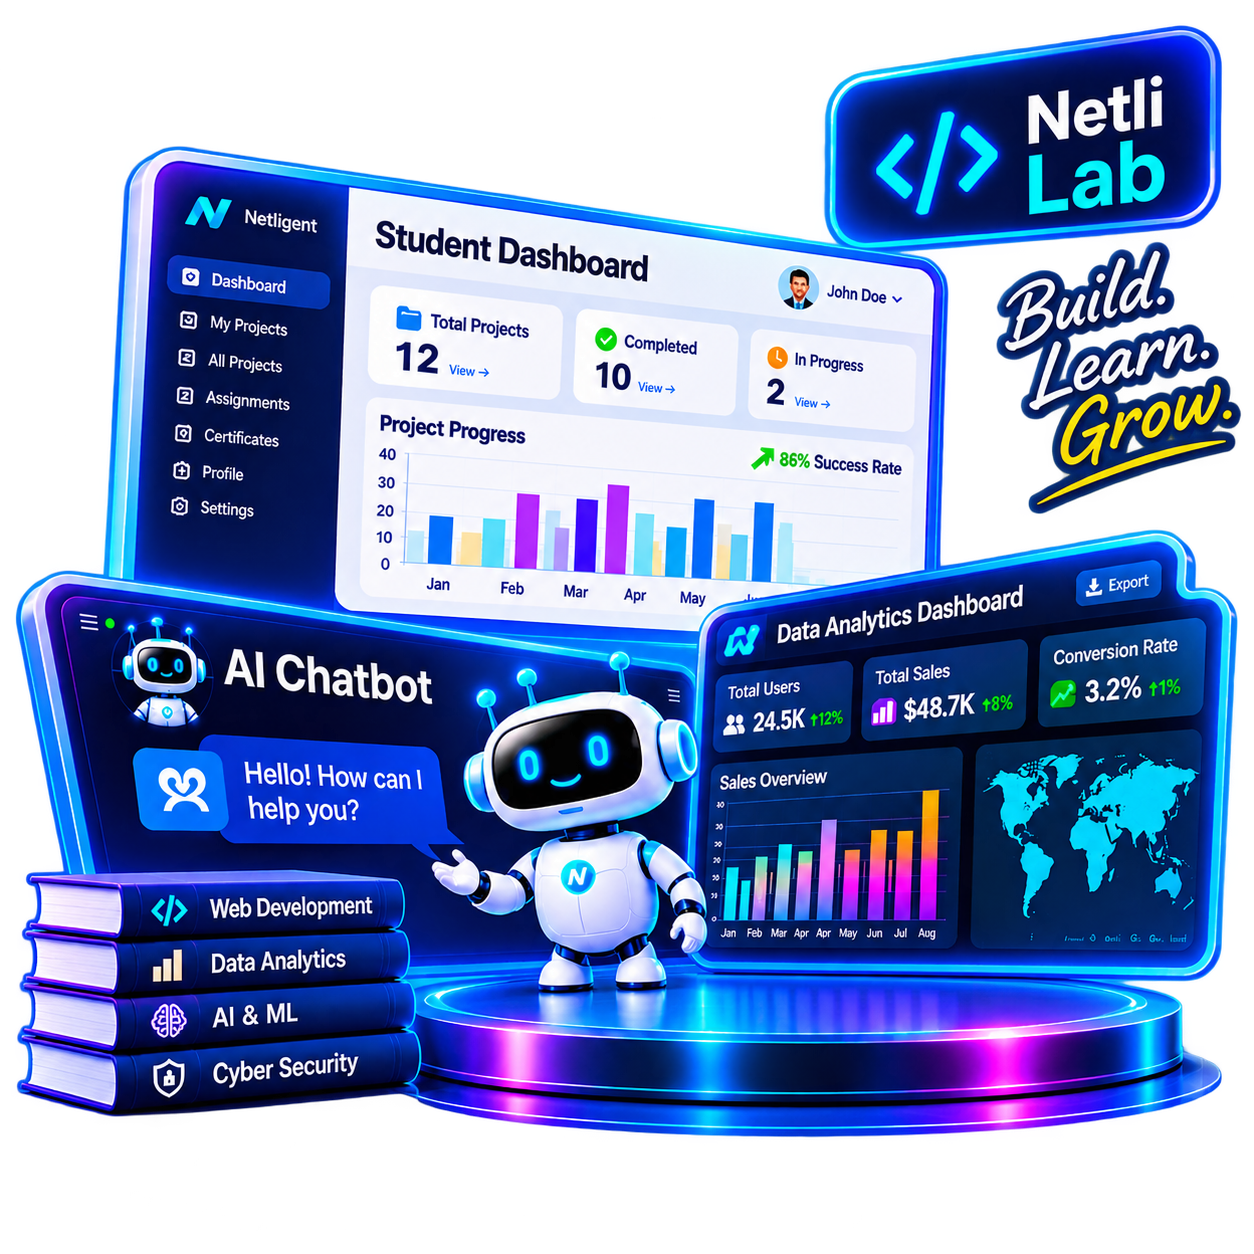 Netli
Lab
Build.
Learn.
Grow.
Netligent
Dashboard
My Projects
All Projects
Assignments
Certificates
Profile
Settings
Student Dashboard
John Doe
Total Projects
12 View →
Completed
10 View →
In Progress
2 View →
Project Progress
86% Success Rate
40
30
20
10
0
Jan Feb Mar Apr May
AI Chatbot
Hello! How can I
help you?
N
Data Analytics Dashboard
Export
Total Users
24.5K ↑12%
Total Sales
$48.7K ↑8%
Conversion Rate
3.2% ↑1%
Sales Overview
Jan Feb Mar Apr Apr May Jun Jul Aug
Web Development
Data Analytics
AI & ML
Cyber Security